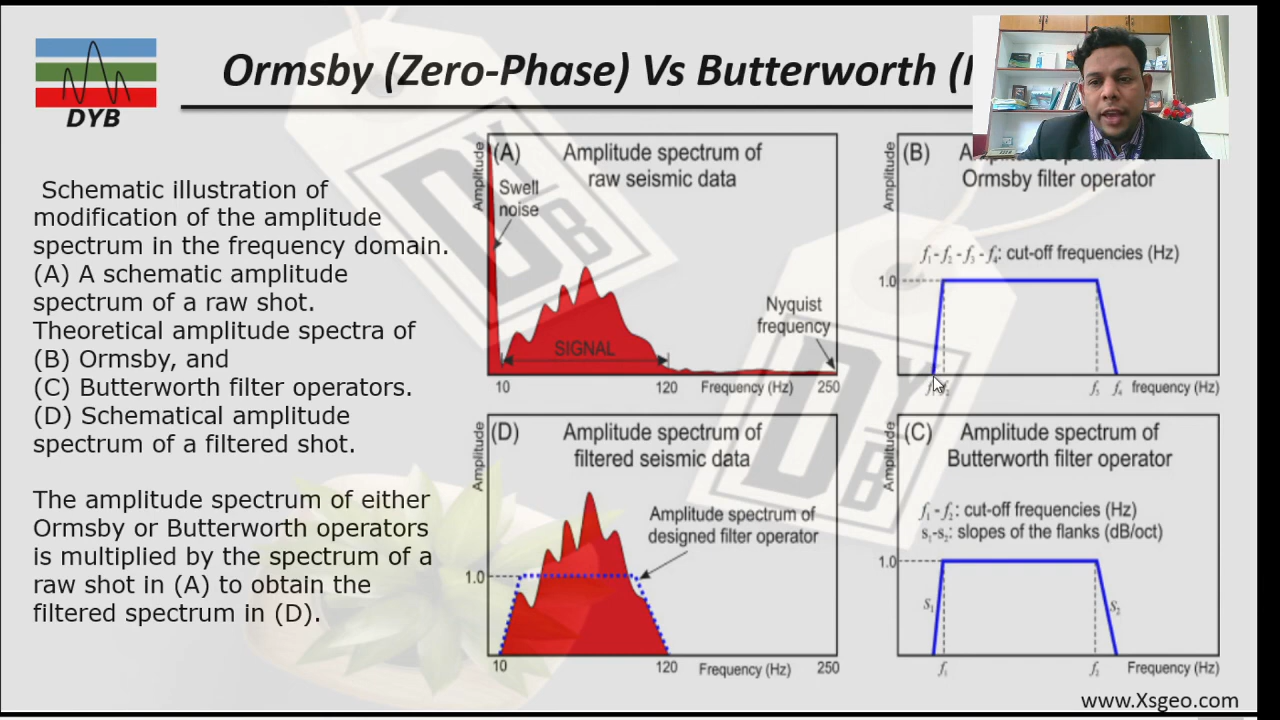 Ormsby (Zero-Phase) Vs Butterworth (
DYB
Schematic illustration of
modification of the amplitude
spectrum in the frequency domain.
(A) A schematic amplitude
spectrum of a raw shot.
Theoretical amplitude spectra of
(B) Ormsby, and
(C) Butterworth filter operators.
(D) Schematical amplitude
spectrum of a filtered shot.
The amplitude spectrum of either
Ormsby or Butterworth operators
is multiplied by the spectrum of a
raw shot in (A) to obtain the
filtered spectrum in (D).
(A) Amplitude spectrum of
raw seismic data
Amplitude
Swell
noise
Nyquist
frequency
SIGNAL
10 120 Frequency (Hz) 250
(B)
Ormsby filter operator
Amplitude
f₁-f₂-f₃-f₄: cut-off frequencies (Hz)
1.0
f₃ f₄ frequency (Hz)
(D) Amplitude spectrum of
filtered seismic data
Amplitude
Amplitude spectrum of
designed filter operator
1.0
10 120 Frequency (Hz) 250
(C) Amplitude spectrum of
Butterworth filter operator
Amplitude
f₁-f₂: cut-off frequencies (Hz)
s₁-s₂: slopes of the flanks (dB/oct)
1.0
S₁ S₂
f₁ f₂ Frequency (Hz)
www.Xsgeo.com
DYB
DYB